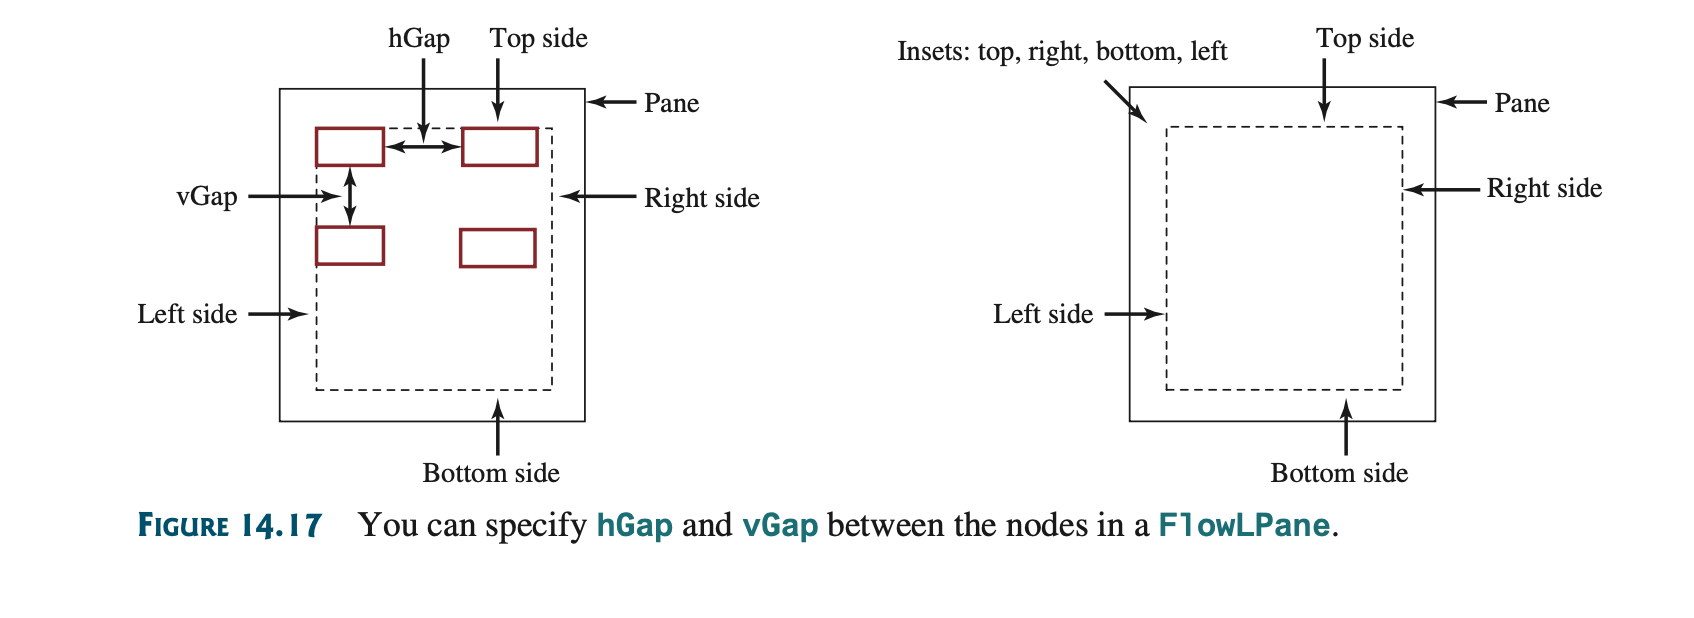 hGap
Top side
Pane
vGap
Right side
Left side
Bottom side
Insets: top, right, bottom, left
Top side
Pane
Right side
Left side
Bottom side
FIGURE 14.17 You can specify hGap and vGap between the nodes in a FlowLPane.